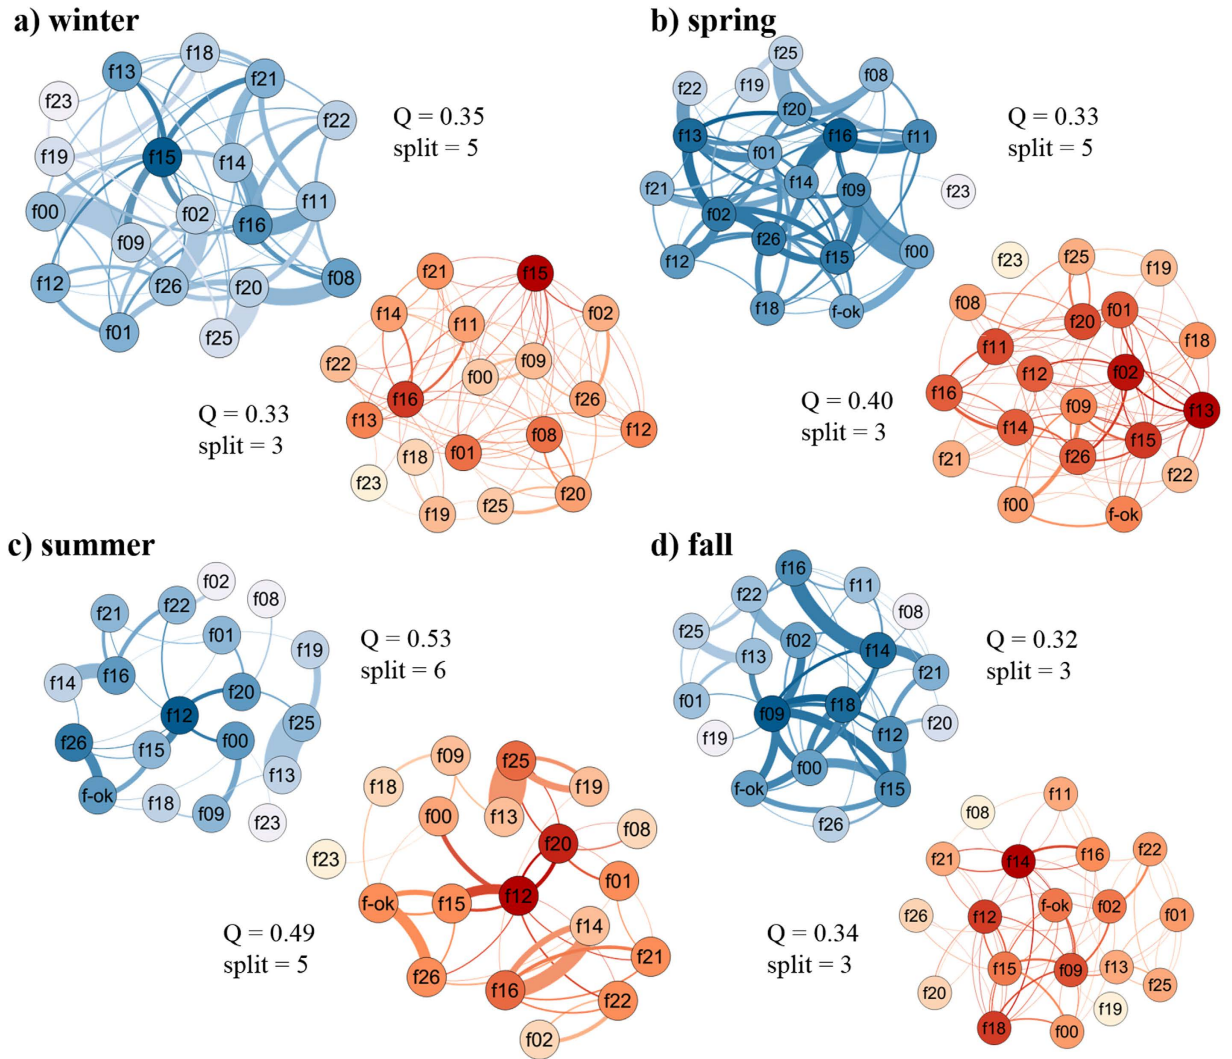 a) winter
f18
f13
f21
f23
f22
f19
f15
f14
f00
f02
f11
f16
f09
f12
f26
f20
f08
f01
f25
Q = 0.35
split = 5
f21
f15
f14
f11
f02
f22
f09
f00
f16
f26
f13
f08
f12
f01
f18
f23
f20
f25
f19
Q = 0.33
split = 3
b) spring
f25
f22
f19
f08
f20
f13
f16
f11
f01
f14
f21
f09
f23
f02
f26
f00
f12
f15
f18
f-ok
Q = 0.33
split = 5
f23
f25
f19
f08
f01
f20
f11
f18
f12
f02
f16
f09
f13
f14
f15
f21
f26
f22
f00
f-ok
Q = 0.40
split = 3
c) summer
f02
f22
f08
f21
f01
f19
f16
f14
f20
f12
f25
f26
f15
f00
f13
f-ok
f18
f09
f23
Q = 0.53
split = 6
f09
f25
f18
f19
f00
f13
f08
f20
f23
f01
f12
f-ok
f15
f14
f21
f26
f16
f22
f02
Q = 0.49
split = 5
d) fall
f16
f11
f22
f08
f25
f02
f14
f13
f21
f01
f18
f09
f20
f19
f12
f00
f-ok
f15
f26
Q = 0.32
split = 3
f11
f08
f14
f16
f22
f21
f-ok
f02
f26
f12
f01
f15
f09
f13
f25
f20
f19
f18
f00
Q = 0.34
split = 3